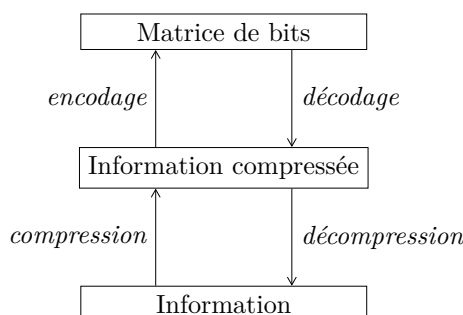 Matrice de bits
encodage
décodage
Information compressée
compression
décompression
Information